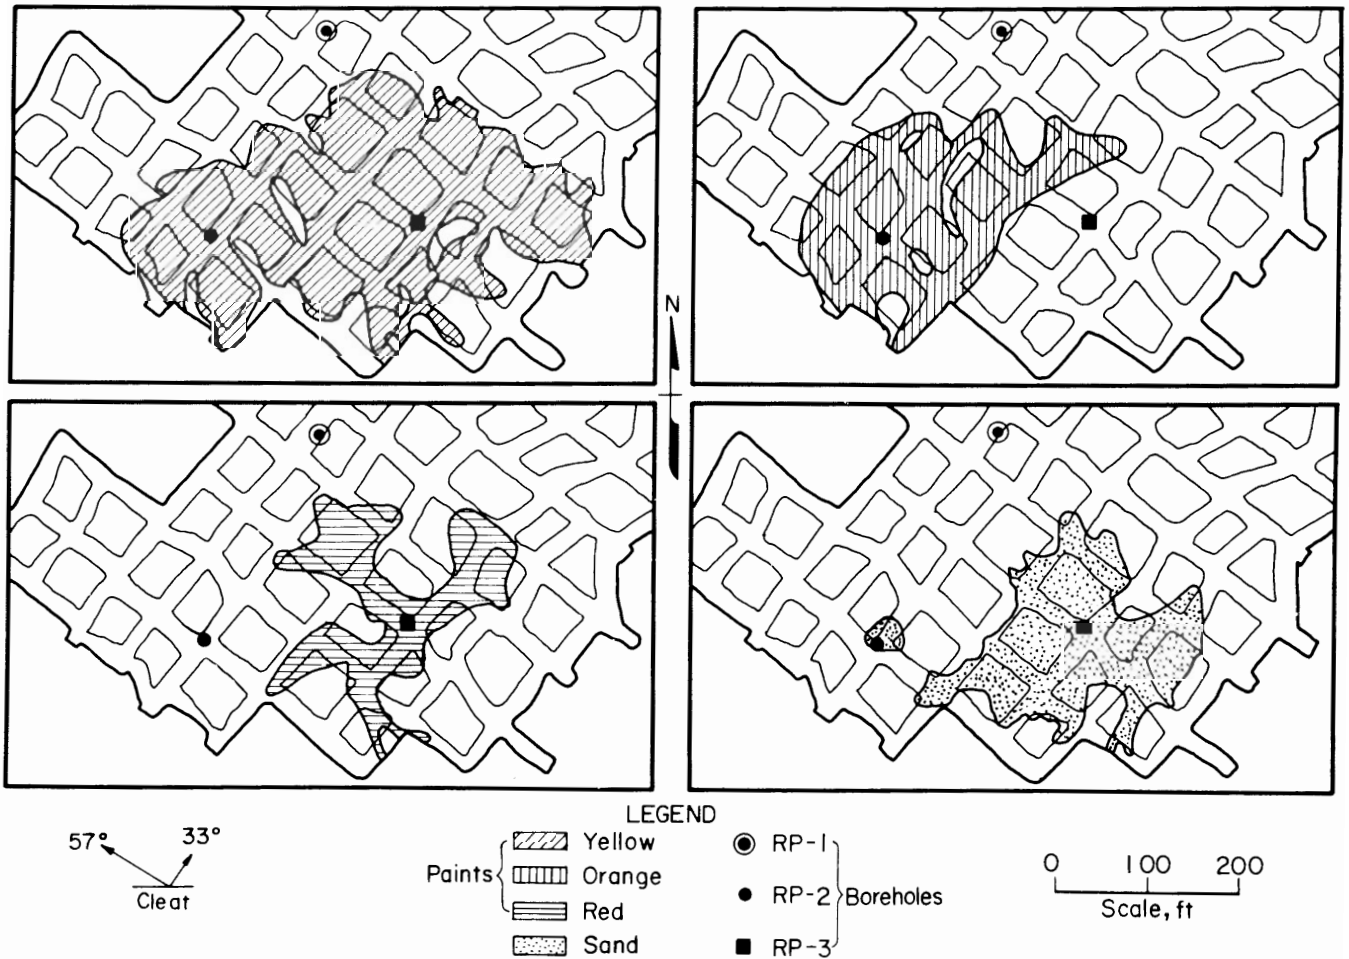 N
LEGEND
57° 33°
Cleat
Paints
Yellow
Orange
Red
Sand
RP-1
RP-2 Boreholes
RP-3
0 100 200
Scale, ft